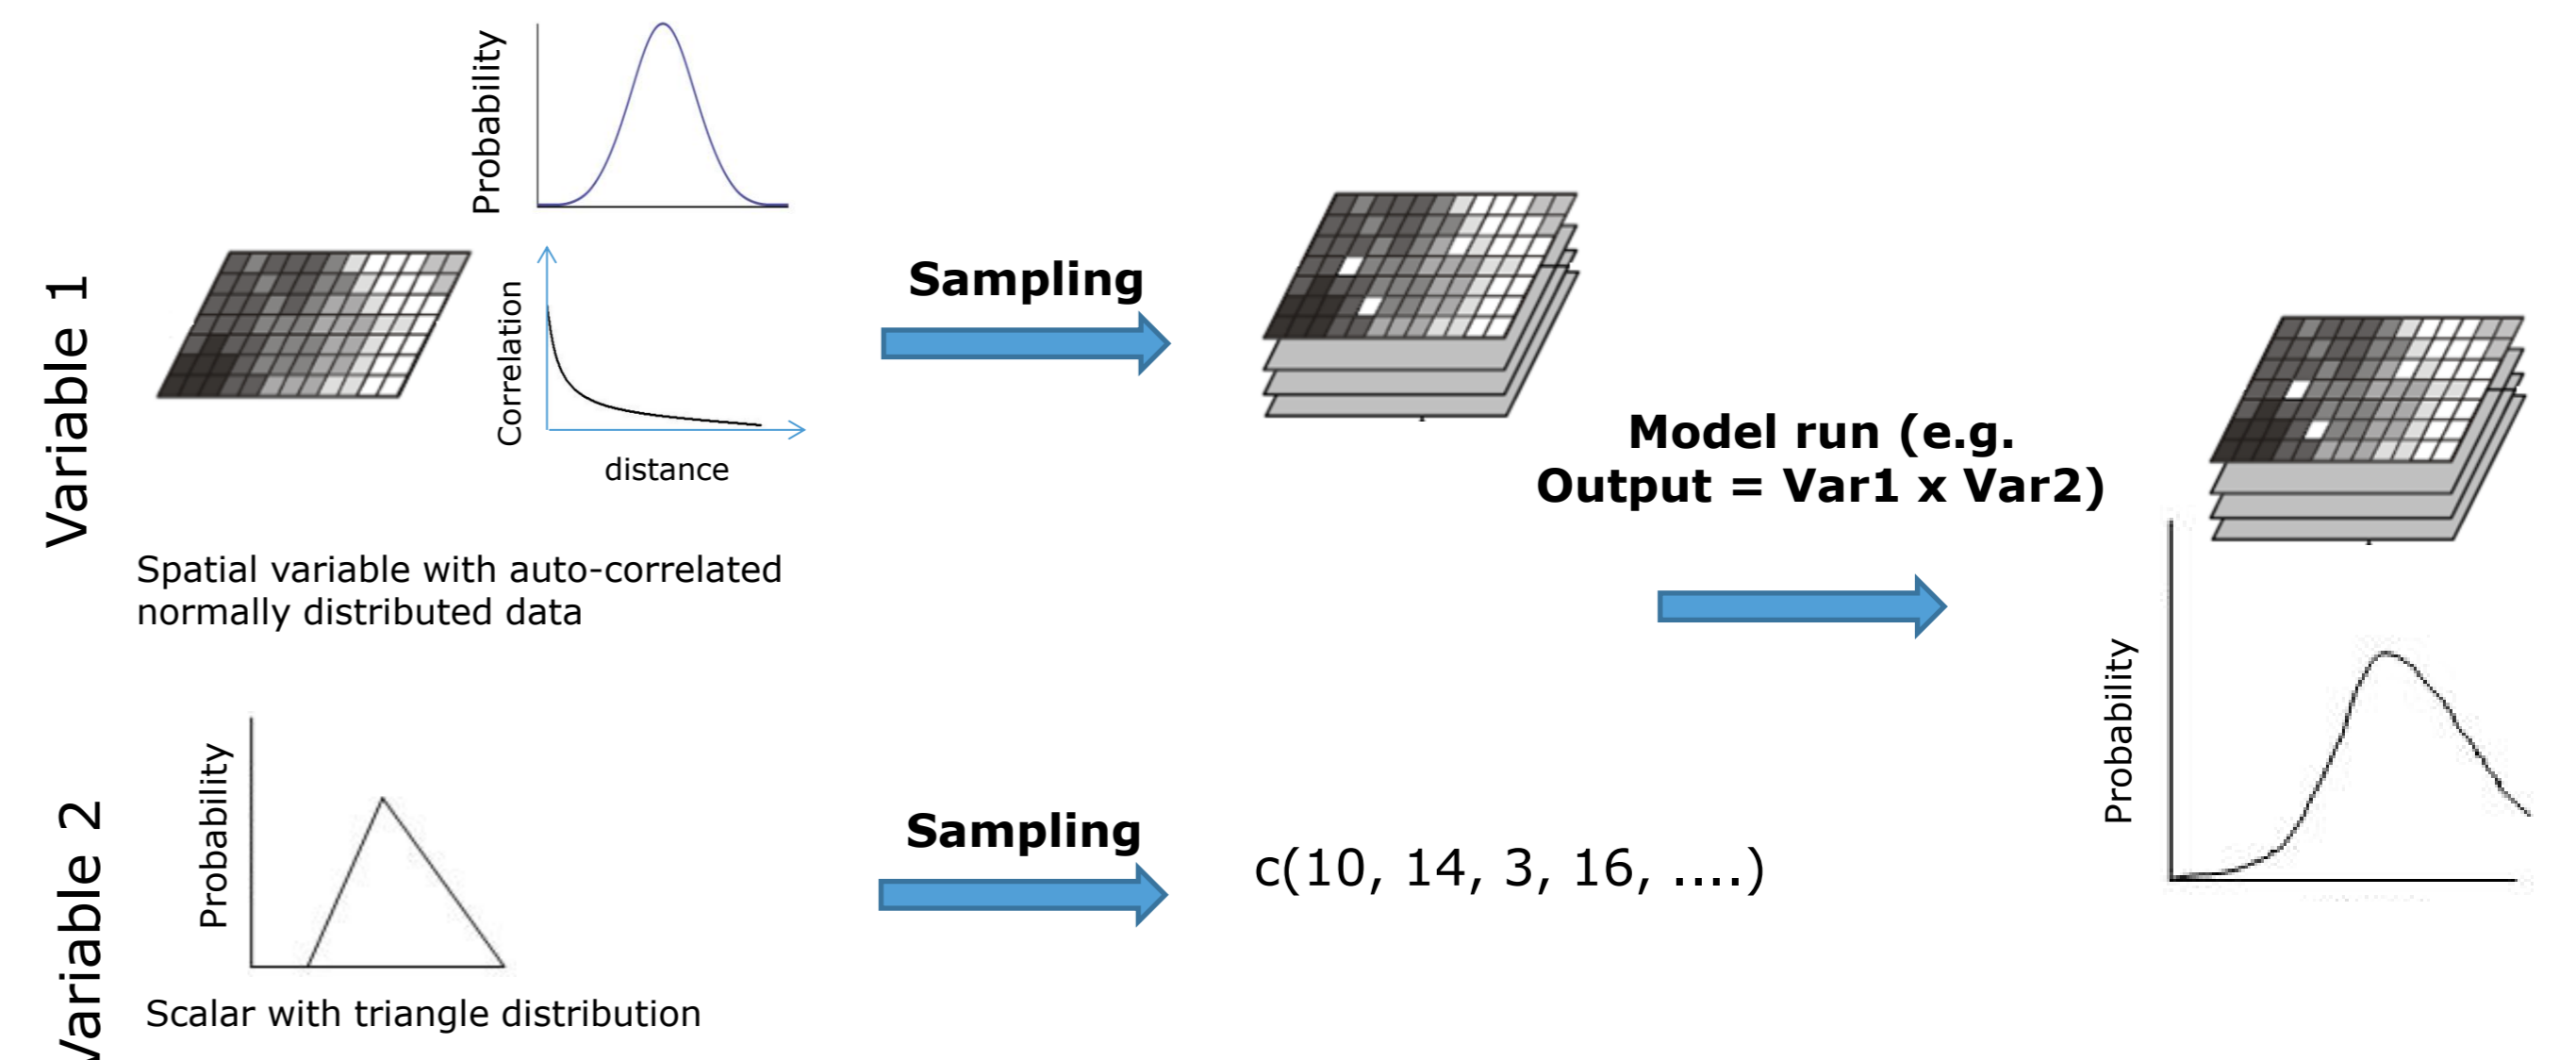 Variable 1
Probability
Correlation
distance
Spatial variable with auto-correlated
normally distributed data
Sampling
Model run (e.g.
Output = Var1 x Var2)
Variable 2
Probability
Scalar with triangle distribution
Sampling
c(10, 14, 3, 16, ....)
Probability